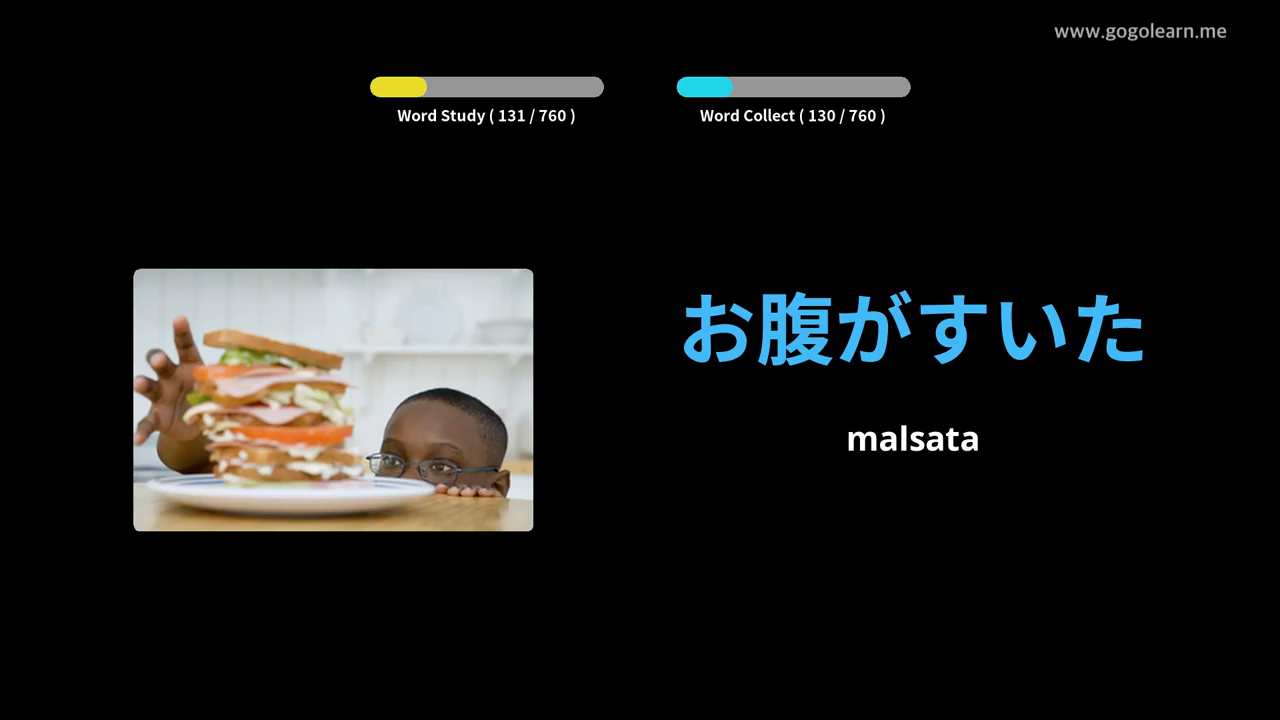 www.gogolearn.me
Word Study ( 131 / 760 )
Word Collect ( 130 / 760 )
お腹がすいた
malsata